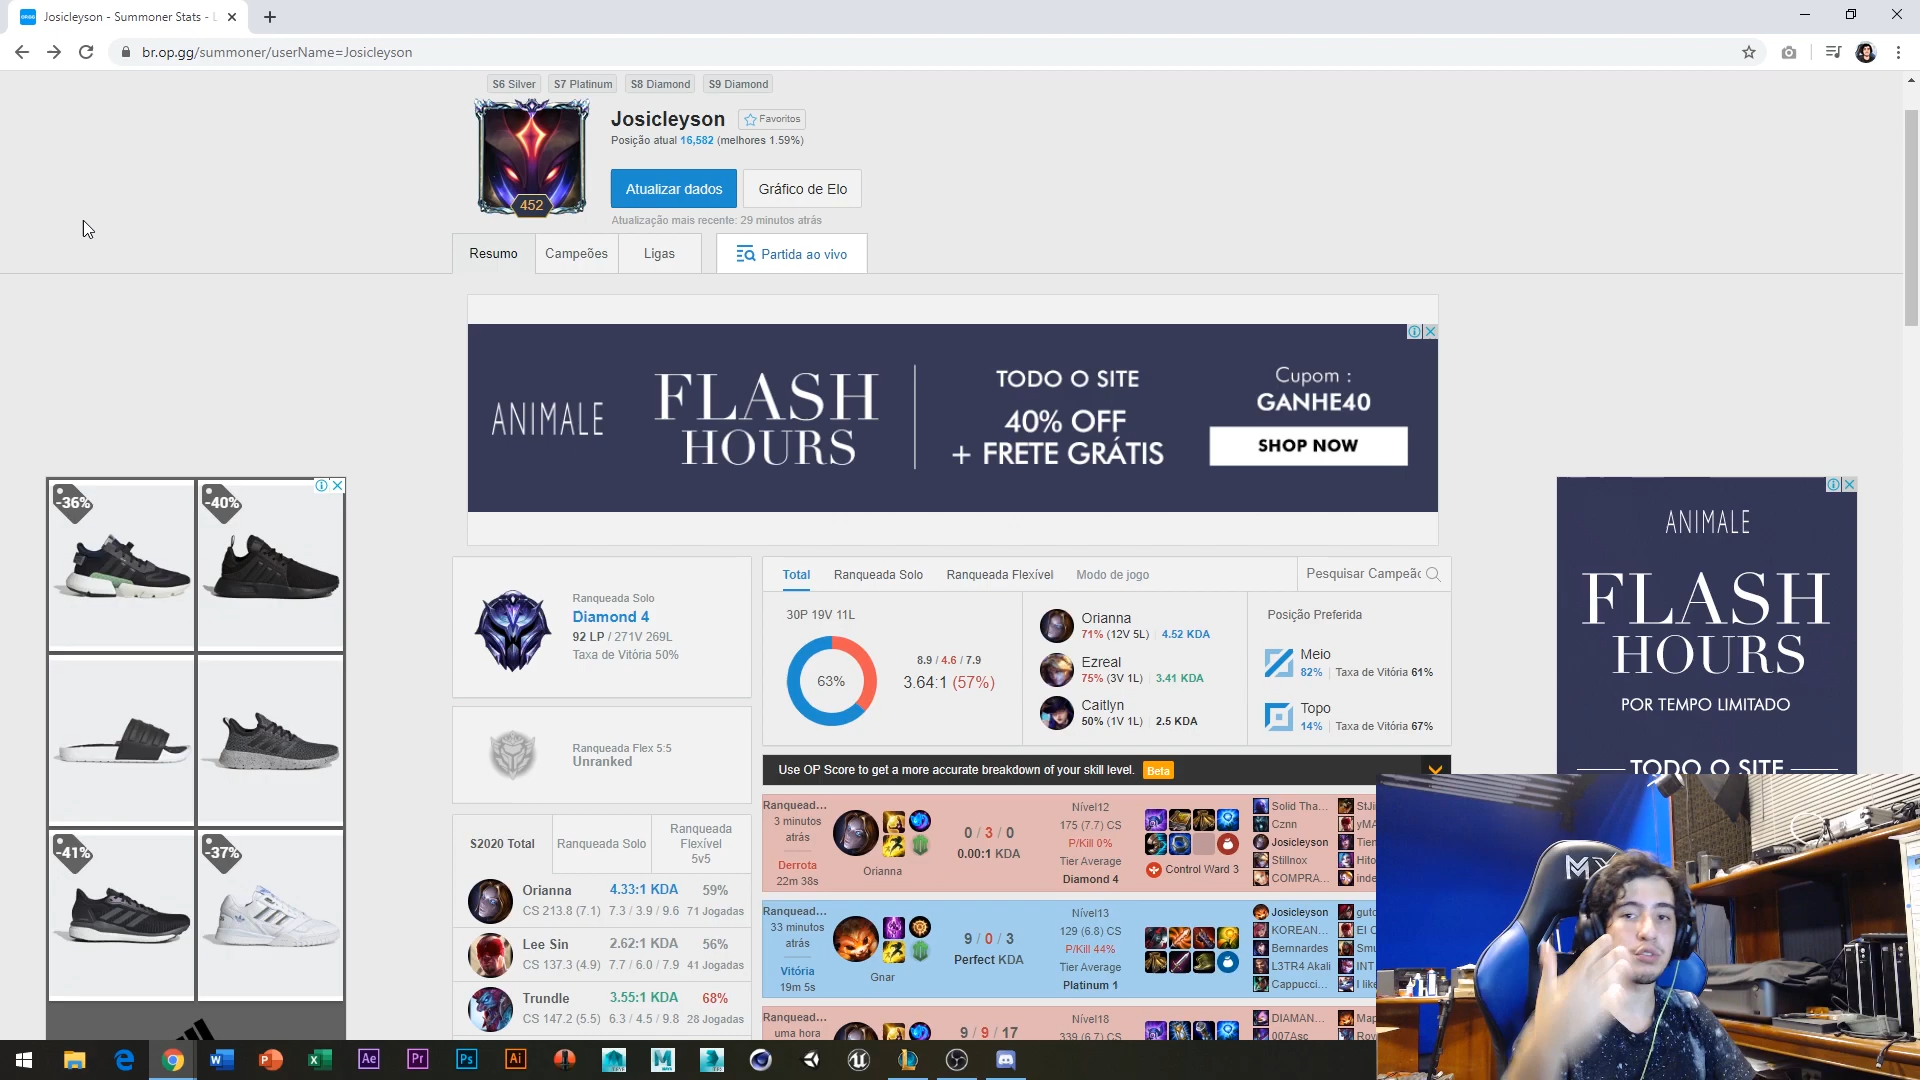 Josicleyson - Summoner Stats - L
br.op.gg/summoner/userName=Josicleyson
S6 Silver S7 Platinum S8 Diamond S9 Diamond
452
Josicleyson Favoritos
Posição atual 16,582 (melhores 1.59%)
Atualizar dados Gráfico de Elo
Atualização mais recente: 29 minutos atrás
Resumo Campeões Ligas Partida ao vivo
ANIMALE
FLASH
HOURS
TODO O SITE
40% OFF
+ FRETE GRÁTIS
Cupom :
GANHE40
SHOP NOW
-36% -40%
-41% -37%
ANIMALE
FLASH
HOURS
POR TEMPO LIMITADO
TODO O SITE
Ranqueada Solo
Diamond 4
92 LP / 271V 269L
Taxa de Vitória 50%
Ranqueada Flex 5:5
Unranked
S2020 Total Ranqueada Solo Ranqueada
Flexível
5v5
Orianna 4.33:1 KDA 59%
CS 213.8 (7.1) 7.3 / 3.9 / 9.6 71 Jogadas
Lee Sin 2.62:1 KDA 56%
CS 137.3 (4.9) 7.7 / 6.0 / 7.9 41 Jogadas
Trundle 3.55:1 KDA 68%
CS 147.2 (5.5) 6.3 / 4.5 / 9.8 28 Jogadas
Total Ranqueada Solo Ranqueada Flexível Modo de jogo Pesquisar Campeão
30P 19V 11L
63%
8.9 / 4.6 / 7.9
3.64:1 (57%)
Orianna
71% (12V 5L) 4.52 KDA
Ezreal
75% (3V 1L) 3.41 KDA
Caitlyn
50% (1V 1L) 2.5 KDA
Posição Preferida
Meio
82% Taxa de Vitória 61%
Topo
14% Taxa de Vitória 67%
Use OP Score to get a more accurate breakdown of your skill level. Beta
Ranquead...
3 minutos
atrás
Derrota
22m 38s
Orianna
0 / 3 / 0
0.00:1 KDA
Nível12
175 (7.7) CS
P/Kill 0%
Tier Average
Diamond 4
Control Ward 3
Solid Tha...
Cznn
Josicleyson
Stillnox
COMPRA...
Ranquead...
33 minutos
atrás
Vitória
19m 5s
Gnar
9 / 0 / 3
Perfect KDA
Nível13
129 (6.8) CS
P/Kill 44%
Tier Average
Platinum 1
Josicleyson
KOREAN...
Bernnardes
L3TR4 Akali
Cappucci...
Ranquead...
uma hora
9 / 9 / 17
Nível18
339 (6.7) CS
DIAMAN...
007Asc